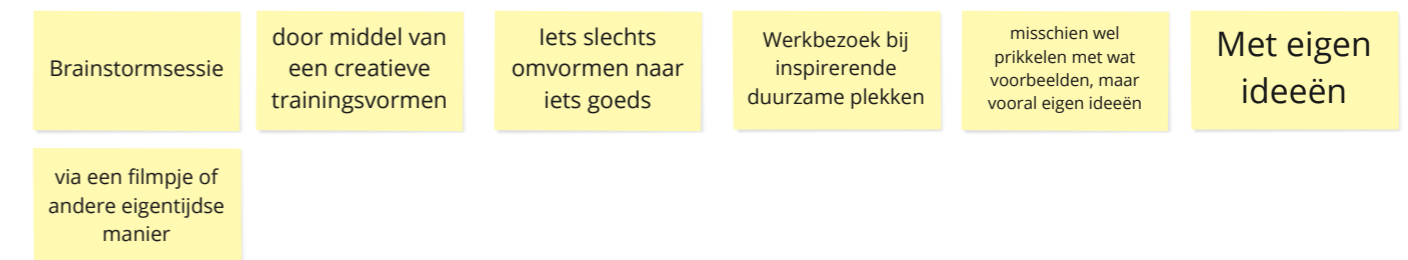 Brainstormsessie
door middel van
een creatieve
trainingsvormen
Iets slechts
omvormen naar
iets goeds
Werkbezoek bij
inspirerende
duurzame plekken
misschien wel
prikkelen met wat
voorbeelden, maar
vooral eigen ideeën
Met eigen
ideeën
via een filmpje of
andere eigentijdse
manier